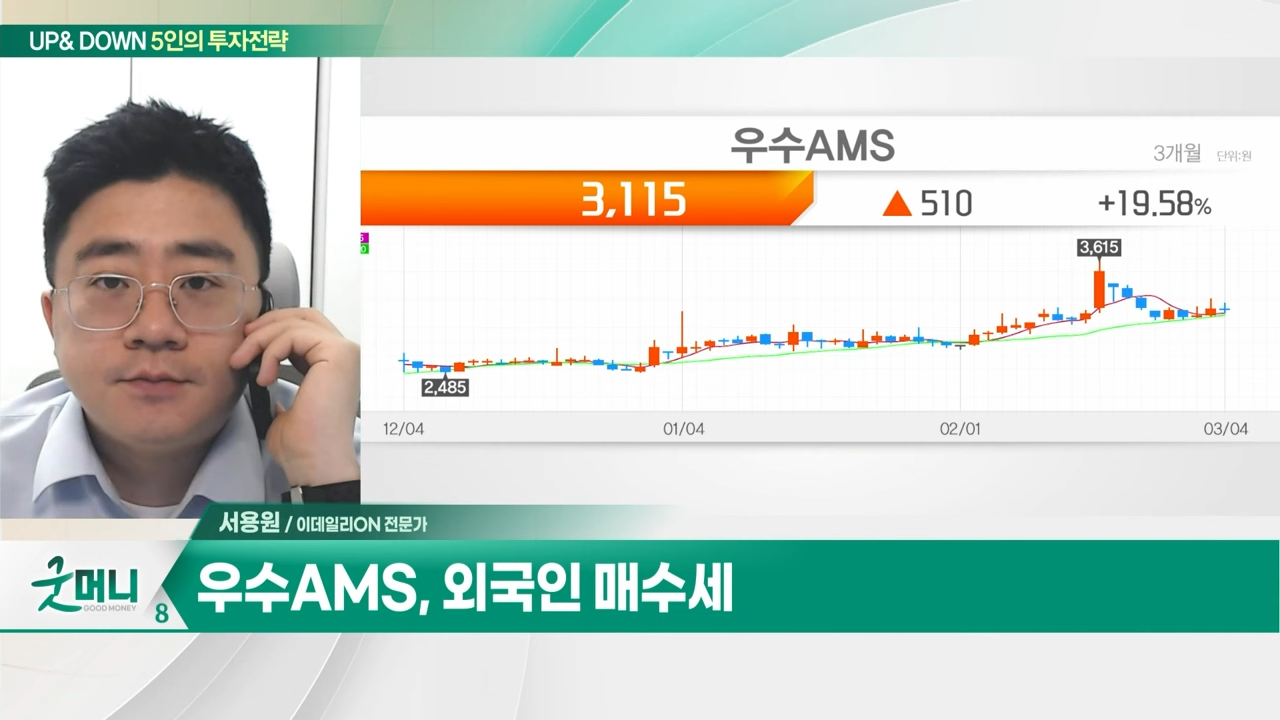 UP& DOWN 5인의 투자전략
우수AMS
3개월 단위:원
3,115 ▲510 +19.58%
3,615
2,485
12/04 01/04 02/01 03/04
서용원 / 이데일리ON 전문가
굿머니
GOOD MONEY
8
우수AMS, 외국인 매수세